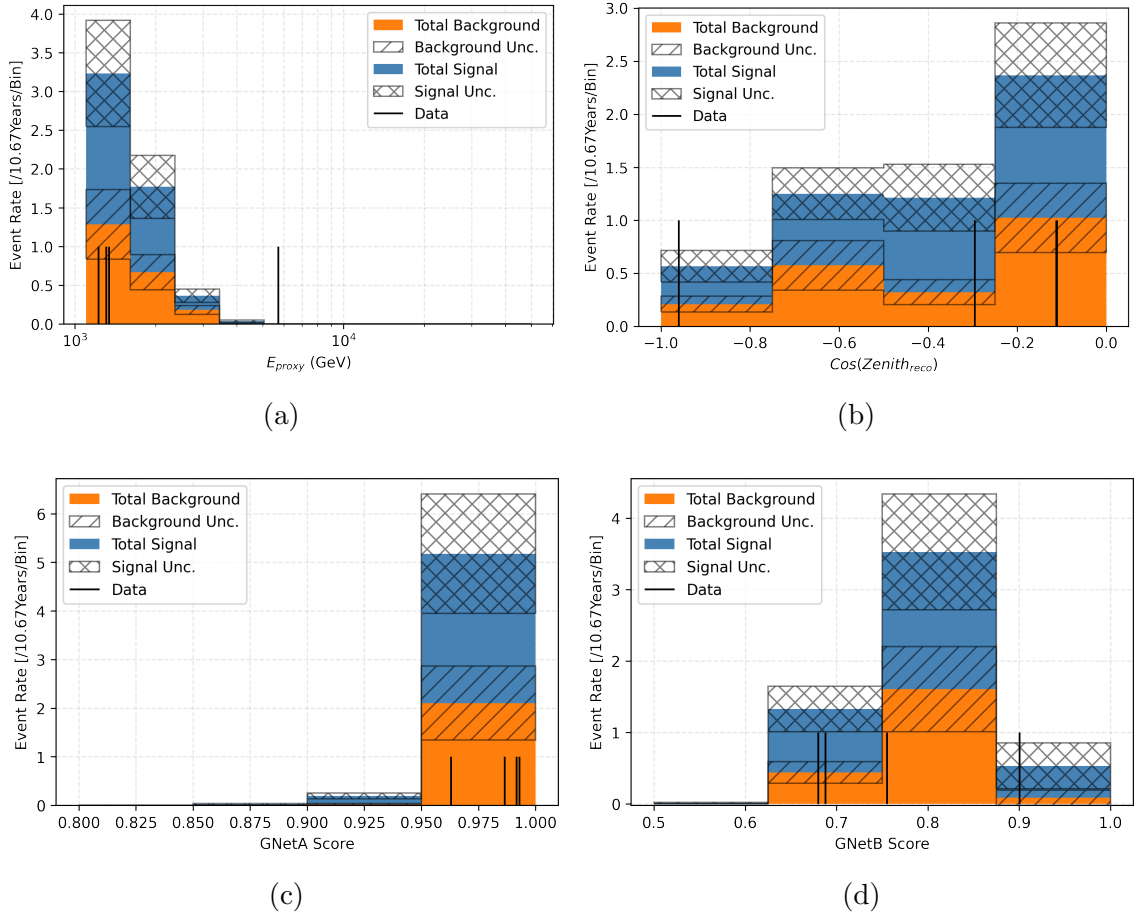 Event Rate [/10.67Years/Bin]
4.0
3.5
3.0
2.5
2.0
1.5
1.0
0.5
0.0
10³
10⁴
E_proxy (GeV)
Total Background
Background Unc.
Total Signal
Signal Unc.
Data
(a)
Event Rate [/10.67Years/Bin]
3.0
2.5
2.0
1.5
1.0
0.5
0.0
−1.0
−0.8
−0.6
−0.4
−0.2
0.0
Cos(Zenith_reco)
Total Background
Background Unc.
Total Signal
Signal Unc.
Data
(b)
Event Rate [/10.67Years/Bin]
6
5
4
3
2
1
0
0.800
0.825
0.850
0.875
0.900
0.925
0.950
0.975
1.000
GNetA Score
Total Background
Background Unc.
Total Signal
Signal Unc.
Data
(c)
Event Rate [/10.67Years/Bin]
4
3
2
1
0
0.5
0.6
0.7
0.8
0.9
1.0
GNetB Score
Total Background
Background Unc.
Total Signal
Signal Unc.
Data
(d)